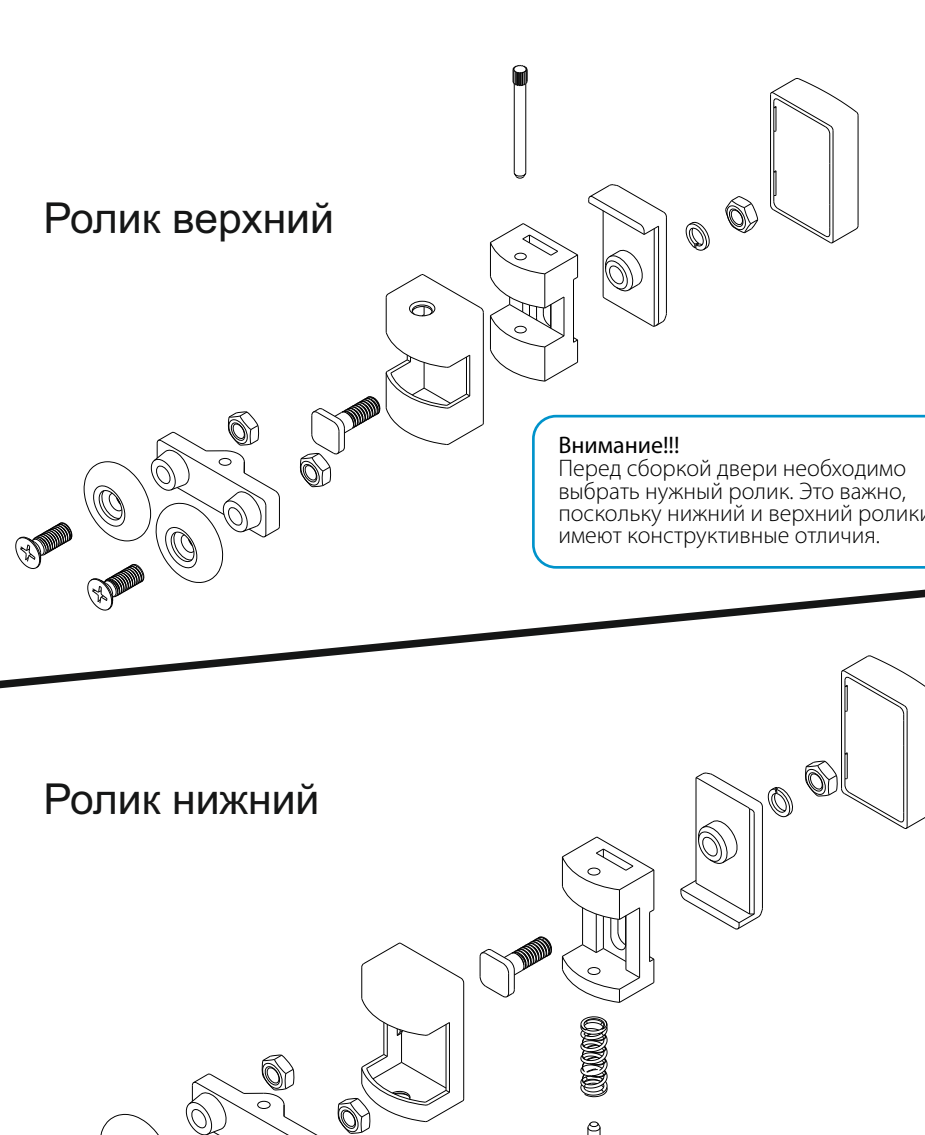 Ролик верхний
Внимание!!!
Перед сборкой двери необходимо
выбрать нужный ролик. Это важно,
поскольку нижний и верхний ролики
имеют конструктивные отличия.
Ролик нижний